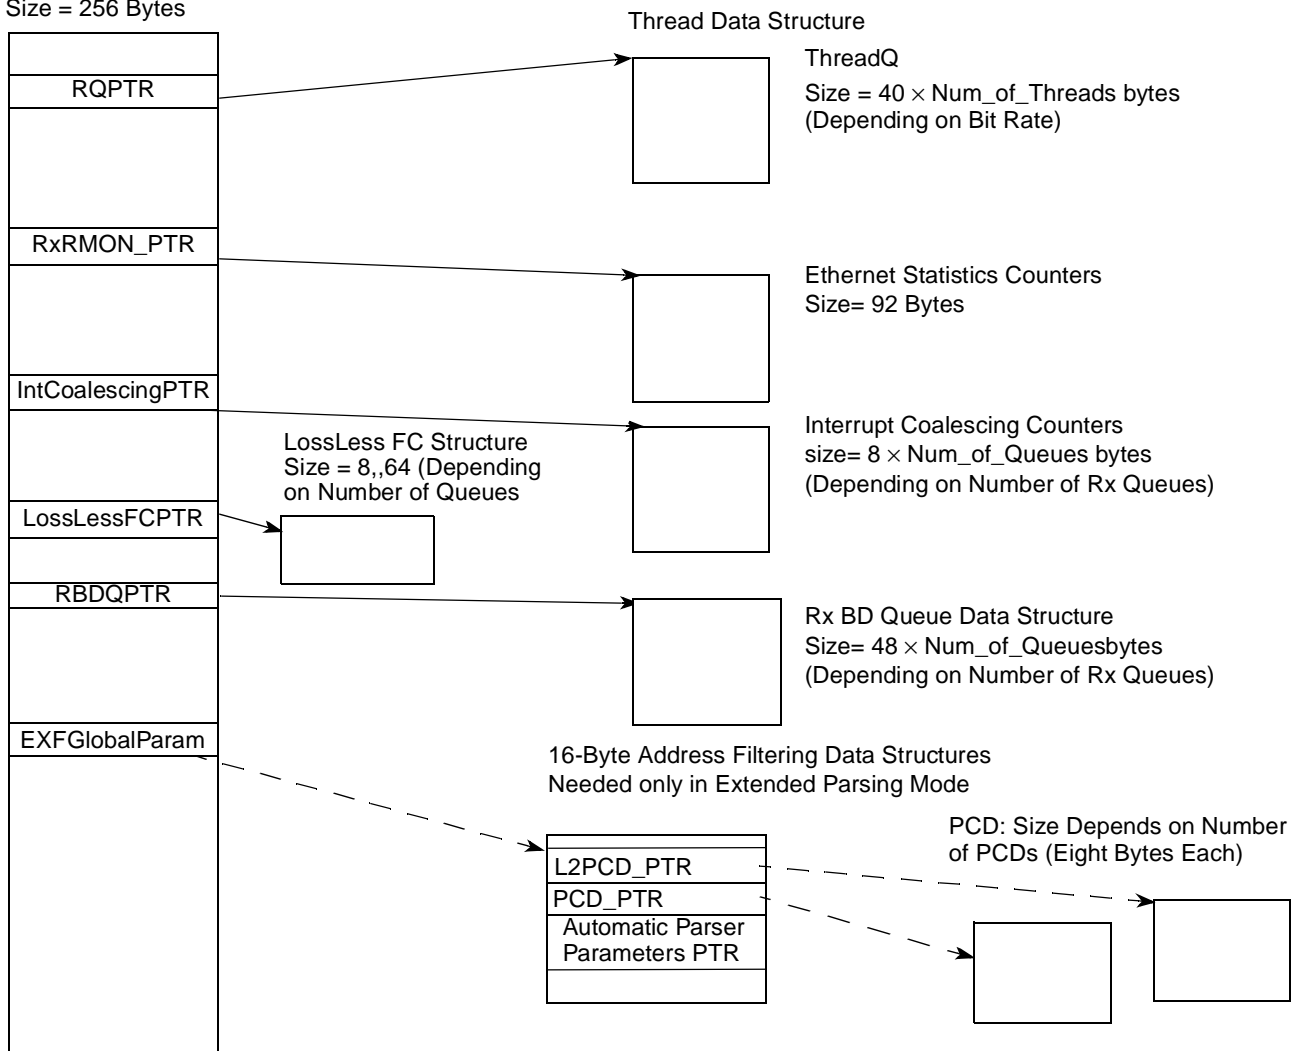 Size = 256 Bytes
Thread Data Structure
ThreadQ
Size = 40 × Num_of_Threads bytes
(Depending on Bit Rate)
RQPTR
RxRMON_PTR
Ethernet Statistics Counters
Size= 92 Bytes
IntCoalescingPTR
Interrupt Coalescing Counters
size= 8 × Num_of_Queues bytes
(Depending on Number of Rx Queues)
LossLess FC Structure
Size = 8,,64 (Depending
on Number of Queues
LossLessFCPTR
RBDQPTR
Rx BD Queue Data Structure
Size= 48 × Num_of_Queuesbytes
(Depending on Number of Rx Queues)
EXFGlobalParam
16-Byte Address Filtering Data Structures
Needed only in Extended Parsing Mode
PCD: Size Depends on Number
of PCDs (Eight Bytes Each)
L2PCD_PTR
PCD_PTR
Automatic Parser
Parameters PTR